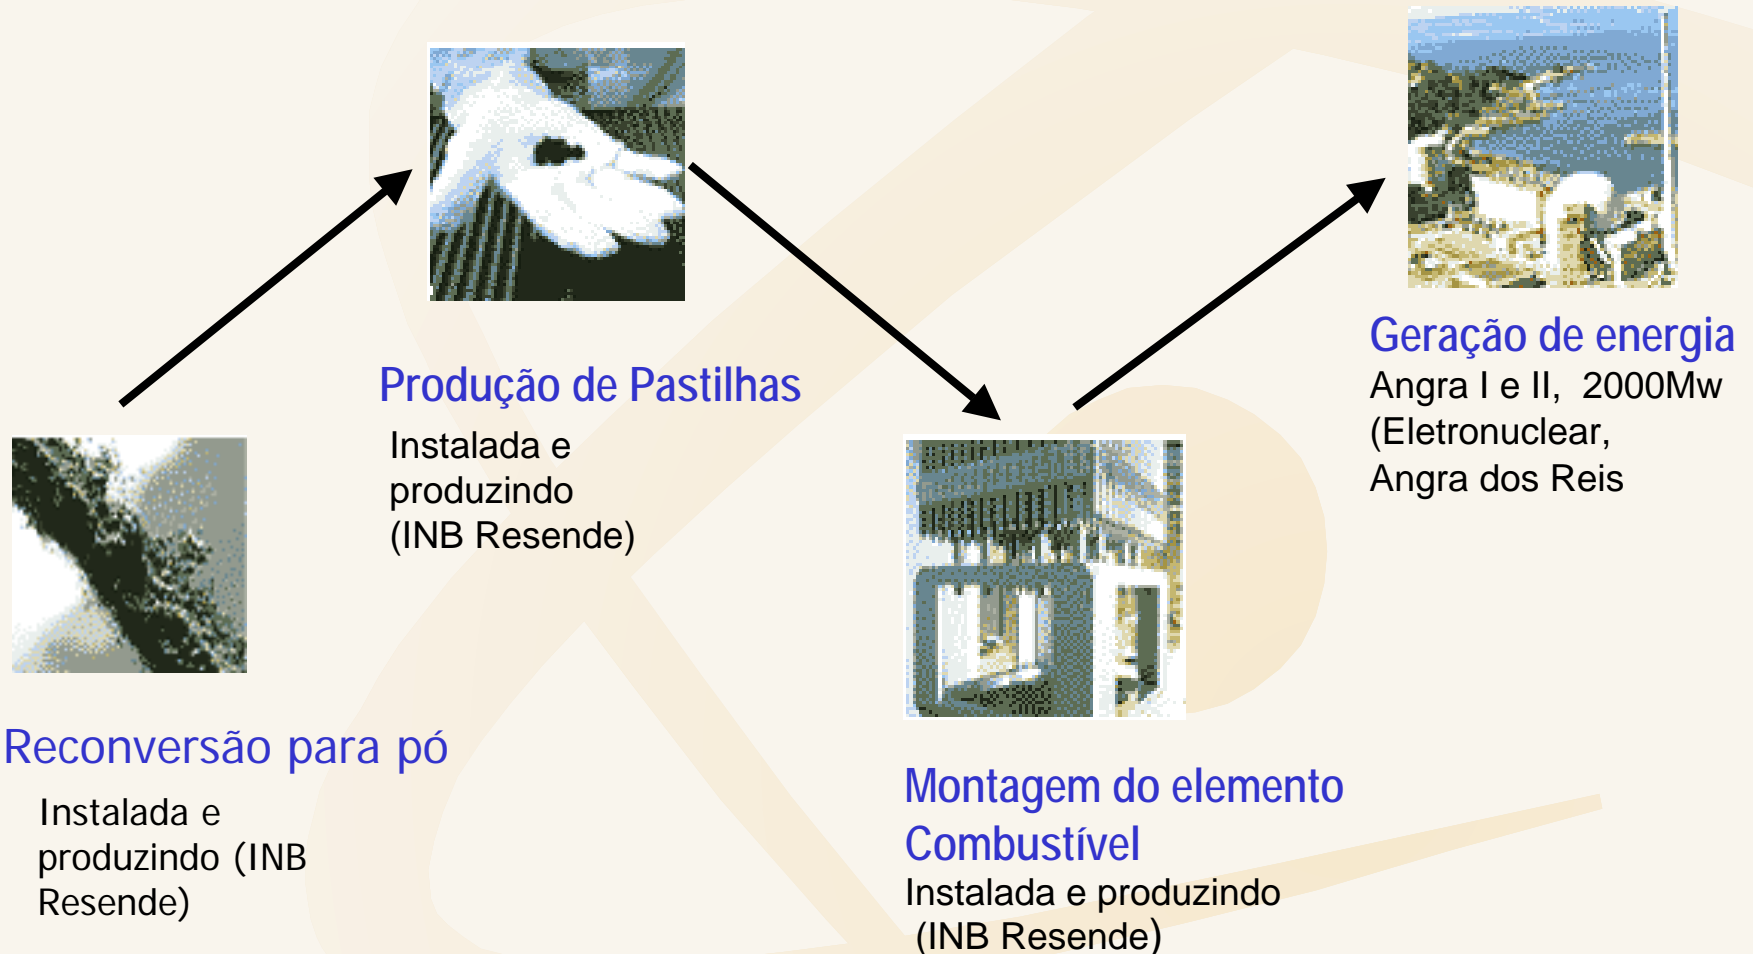 Reconversão para pó
Instalada e
produzindo (INB
Resende)
Produção de Pastilhas
Instalada e
produzindo
(INB Resende)
Montagem do elemento
Combustível
Instalada e produzindo
(INB Resende)
Geração de energia
Angra I e II, 2000Mw
(Eletronuclear,
Angra dos Reis